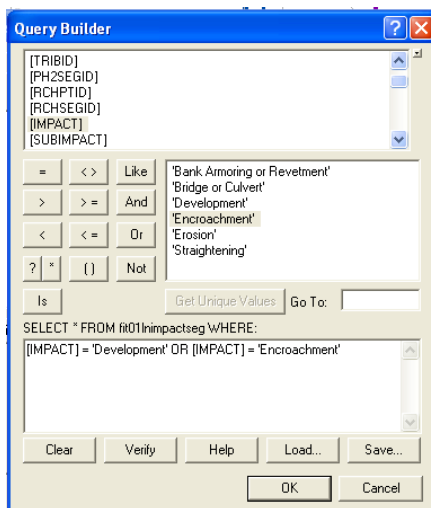 Query Builder
[TRIBID]
[PH2SEGID]
[RCHPTID]
[RCHSEGID]
[IMPACT]
[SUBIMPACT]
= <> Like
> > = And
< < = Or
? * () Not
Is
'Bank Armoring or Revetment'
'Bridge or Culvert'
'Development'
'Encroachment'
'Erosion'
'Straightening'
Get Unique Values Go To:
SELECT * FROM fit01lnimpactseg WHERE:
[IMPACT] = 'Development' OR [IMPACT] = 'Encroachment'
Clear Verify Help Load... Save...
OK Cancel